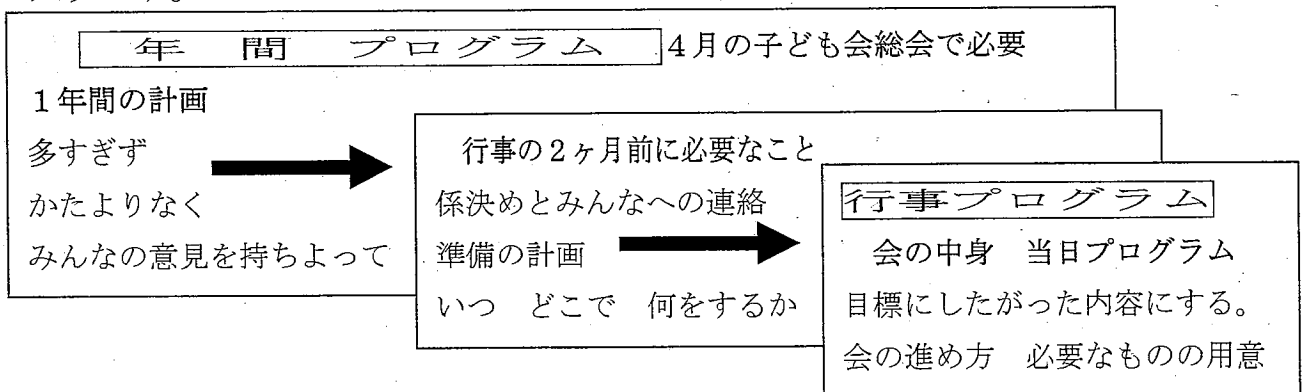 年間プログラム 4月の子ども会総会で必要
1年間の計画
多すぎず
かたよりなく
みんなの意見を持ちよって
行事の2ヶ月前に必要なこと
係決めとみんなへの連絡
準備の計画
いつ どこで 何をするか
行事プログラム
会の中身 当日プログラム
目標にしたがった内容にする。
会の進め方 必要なものの用意